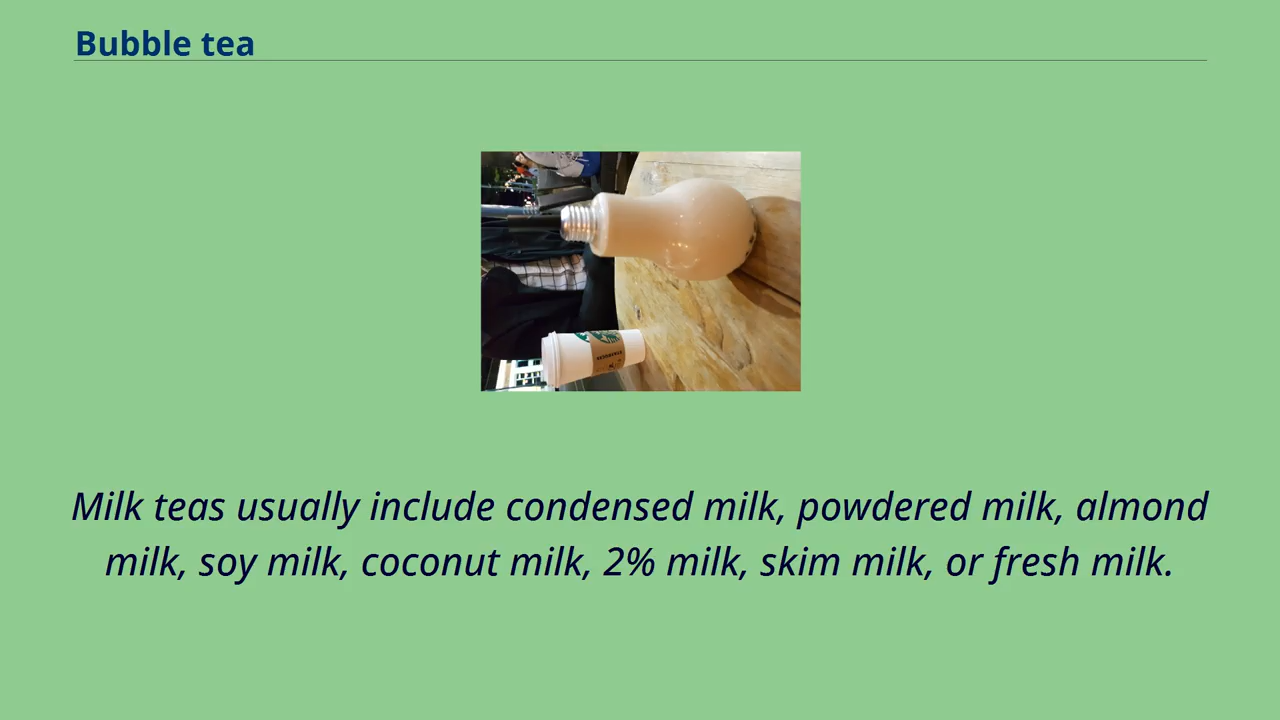 Bubble tea
Milk teas usually include condensed milk, powdered milk, almond
milk, soy milk, coconut milk, 2% milk, skim milk, or fresh milk.